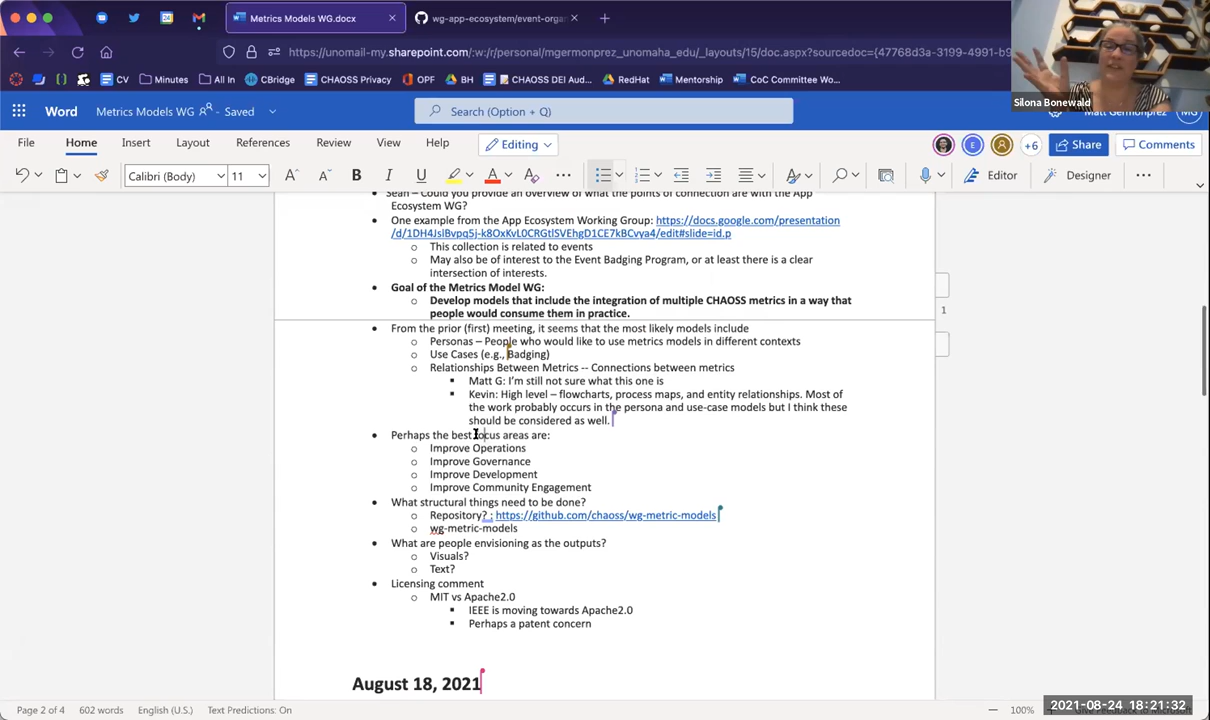 Metrics Models WG.docx
wg-app-ecosystem/event-organ
https://unomail-my.sharepoint.com/:w:/r/personal/mgermonprez_unomaha_edu/_layouts/15/doc.aspx?sourcedoc={47768d3a-3199-4991-b9
CV Minutes All In CBridge CHAOSS Privacy OPF BH CHAOSS DEI Aud... RedHat Mentorship CoC Committee Wo...
Silona Bonewald
Word Metrics Models WG - Saved Search (Option + Q) Matt Germonprez MG
File Home Insert Layout References Review View Help Editing E A +6 Share Comments
Calibri (Body) 11 A A B I U A A Editor Designer
Sean – Could you provide an overview of what the points of connection are with the App
Ecosystem WG?
One example from the App Ecosystem Working Group: https://docs.google.com/presentation
This collection is related to events
May also be of interest to the Event Badging Program, or at least there is a clear
intersection of interests.
Goal of the Metrics Model WG:
Develop models that include the integration of multiple CHAOSS metrics in a way that
people would consume them in practice.
1
From the prior (first) meeting, it seems that the most likely models include
Personas – People who would like to use metrics models in different contexts
Use Cases (e.g., Badging)
Relationships Between Metrics -- Connections between metrics
Matt G: I'm still not sure what this one is
Kevin: High level – flowcharts, process maps, and entity relationships. Most of
the work probably occurs in the persona and use-case models but I think these
should be considered as well.
Perhaps the best focus areas are:
Improve Operations
Improve Governance
Improve Development
Improve Community Engagement
What structural things need to be done?
Repository? : https://github.com/chaoss/wg-metric-models
wg-metric-models
What are people envisioning as the outputs?
Visuals?
Text?
Licensing comment
MIT vs Apache2.0
IEEE is moving towards Apache2.0
Perhaps a patent concern
August 18, 2021
Page 2 of 4 602 words English (U.S.) Text Predictions: On 100% Give Feedback to Microsoft
2021-08-24 18:21:32